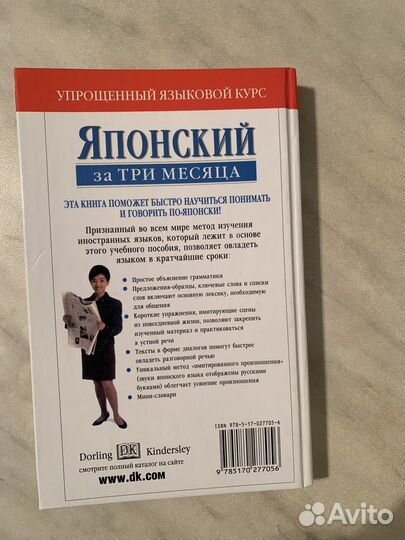 УПРОЩЕННЫЙ ЯЗЫКОВОЙ КУРС
ЯПОНСКИЙ
ЗА ТРИ МЕСЯЦА
ЭТА КНИГА ПОМОЖЕТ БЫСТРО НАУЧИТЬСЯ ПОНИМАТЬ
И ГОВОРИТЬ ПО-ЯПОНСКИ!
Признанный во всем мире метод изучения
иностранных языков, который лежит в основе
этого учебного пособия, позволяет овладеть
языком в кратчайшие сроки:
• Простое объяснение грамматики
• Предложения-образцы, ключевые слова и списки
слов включают основную лексику, необходимую
для общения
• Короткие упражнения, имитирующие сцены
из повседневной жизни, позволяют закрепить
изученный материал и практиковаться
в устной речи
• Тексты в форме диалогов помогут быстрее
овладеть разговорной речью
• Уникальный метод «имитированного произношения»
(звуки японского языка отображены русскими
буквами) облегчает усвоение произношения
• Мини-словари
Dorling DK Kindersley
смотрите полный каталог на сайте
www.dk.com
ISBN 978-5-17-027705-6
9 785170 277056
Avito